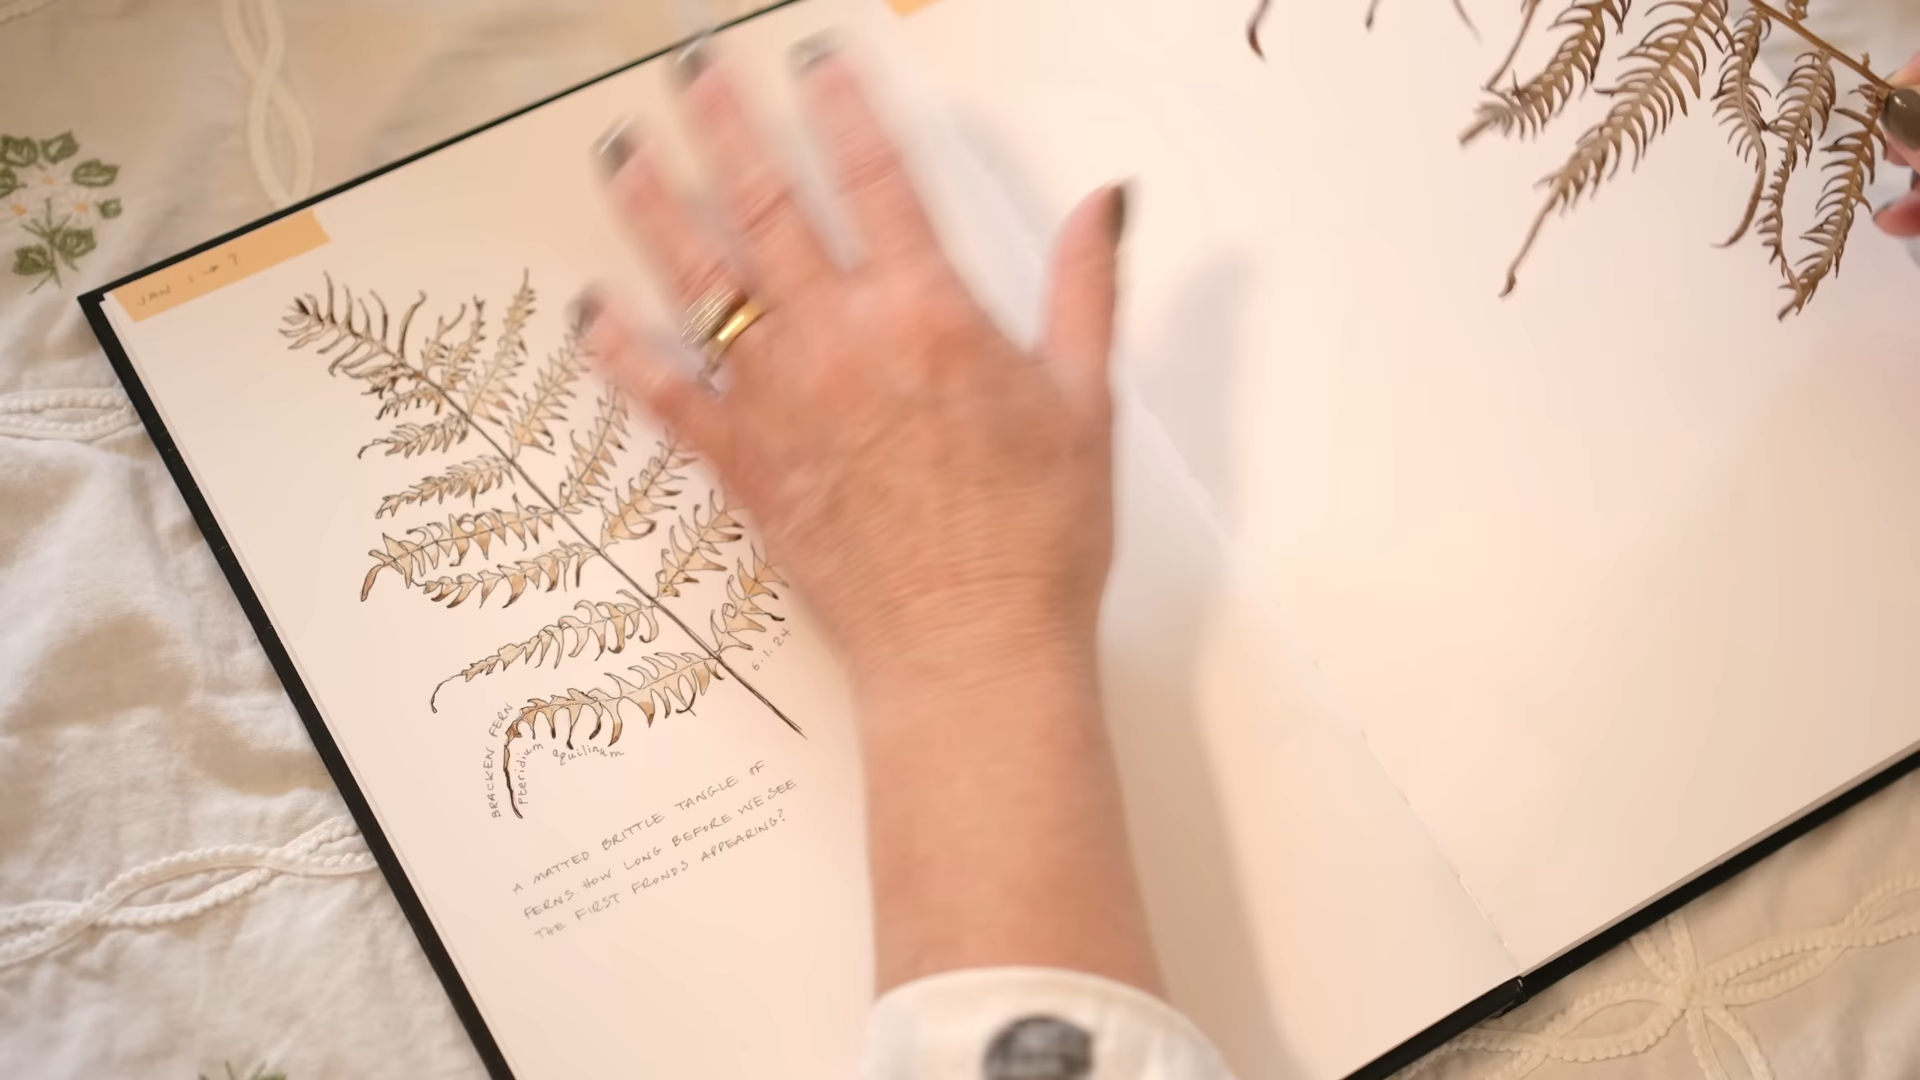 JAN 1 → 7
6.1.24
BRACKEN FERN
Pteridium aquilinum
A MATTED BRITTLE TANGLE OF
FERNS. HOW LONG BEFORE WE SEE
THE FIRST FRONDS APPEARING?